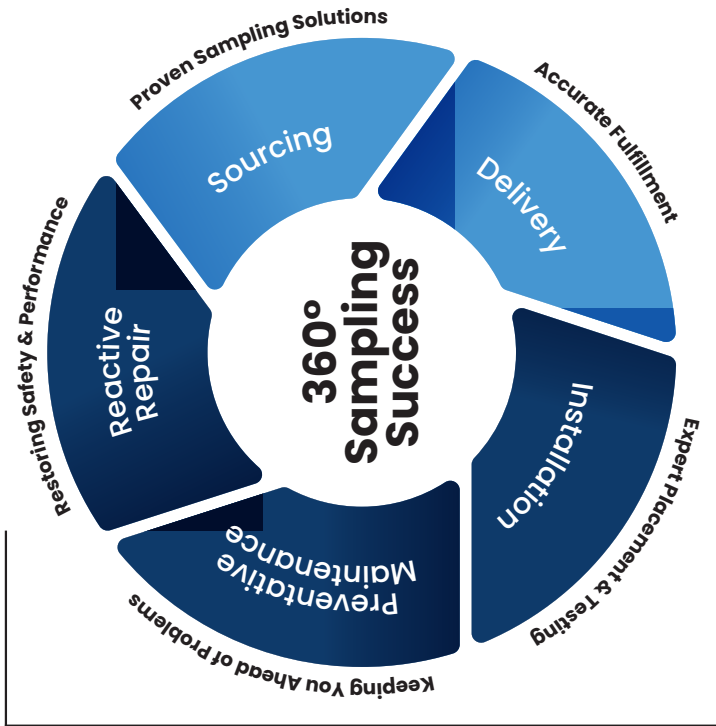 Proven Sampling Solutions
Sourcing
Accurate Fulfillment
Delivery
Expert Placement & Testing
Installation
Keeping You Ahead of Problems
Preventative
Maintenance
Restoring Safety & Performance
Reactive
Repair
360º
Sampling
Success